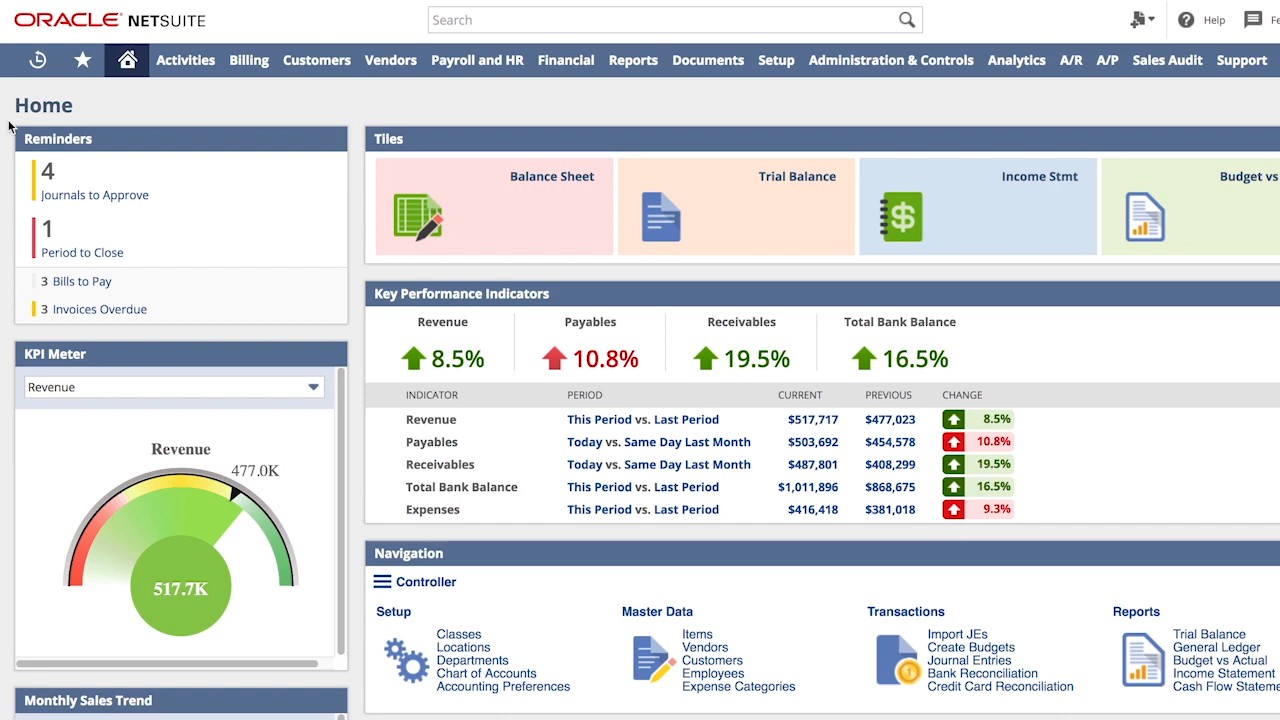 ORACLE NETSUITE
Search
Help
Fe
Activities Billing Customers Vendors Payroll and HR Financial Reports Documents Setup Administration & Controls Analytics A/R A/P Sales Audit Support
Home
Reminders
4
Journals to Approve
1
Period to Close
3 Bills to Pay
3 Invoices Overdue
KPI Meter
Revenue
Revenue
477.0K
517.7K
Monthly Sales Trend
Tiles
Balance Sheet
Trial Balance
Income Stmt
Budget vs
Key Performance Indicators
Revenue Payables Receivables Total Bank Balance
8.5% 10.8% 19.5% 16.5%
INDICATOR PERIOD CURRENT PREVIOUS CHANGE
Revenue This Period vs. Last Period $517,717 $477,023 8.5%
Payables Today vs. Same Day Last Month $503,692 $454,578 10.8%
Receivables Today vs. Same Day Last Month $487,801 $408,299 19.5%
Total Bank Balance This Period vs. Last Period $1,011,896 $868,675 16.5%
Expenses This Period vs. Last Period $416,418 $381,018 9.3%
Navigation
Controller
Setup
Classes
Locations
Departments
Chart of Accounts
Accounting Preferences
Master Data
Items
Vendors
Customers
Employees
Expense Categories
Transactions
Import JEs
Create Budgets
Journal Entries
Bank Reconciliation
Credit Card Reconciliation
Reports
Trial Balance
General Ledger
Budget vs Actual
Income Statement
Cash Flow Stateme